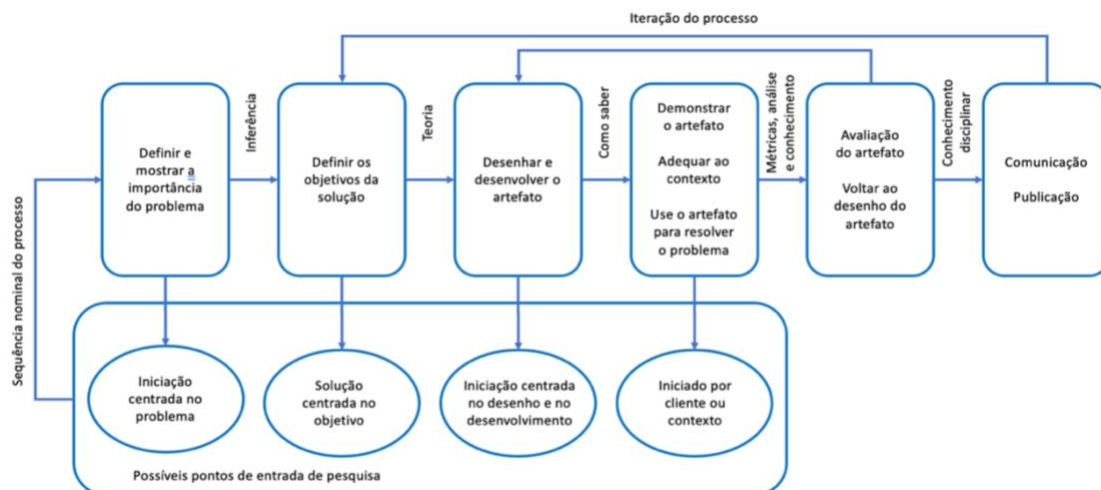 Iteração do processo
Definir e
mostrar a
importância
do problema
Inferência
Definir os
objetivos da
solução
Teoria
Desenhar e
desenvolver o
artefato
Como saber
Demonstrar
o artefato
Adequar ao
contexto
Use o artefato
para resolver
o problema
Métricas, análise
e conhecimento
Avaliação
do artefato
Voltar ao
desenho do
artefato
Conhecimento
disciplinar
Comunicação
Publicação
Sequência nominal do processo
Iniciação
centrada no
problema
Solução
centrada no
objetivo
Iniciação centrada
no desenho e no
desenvolvimento
Iniciado por
cliente ou
contexto
Possíveis pontos de entrada de pesquisa